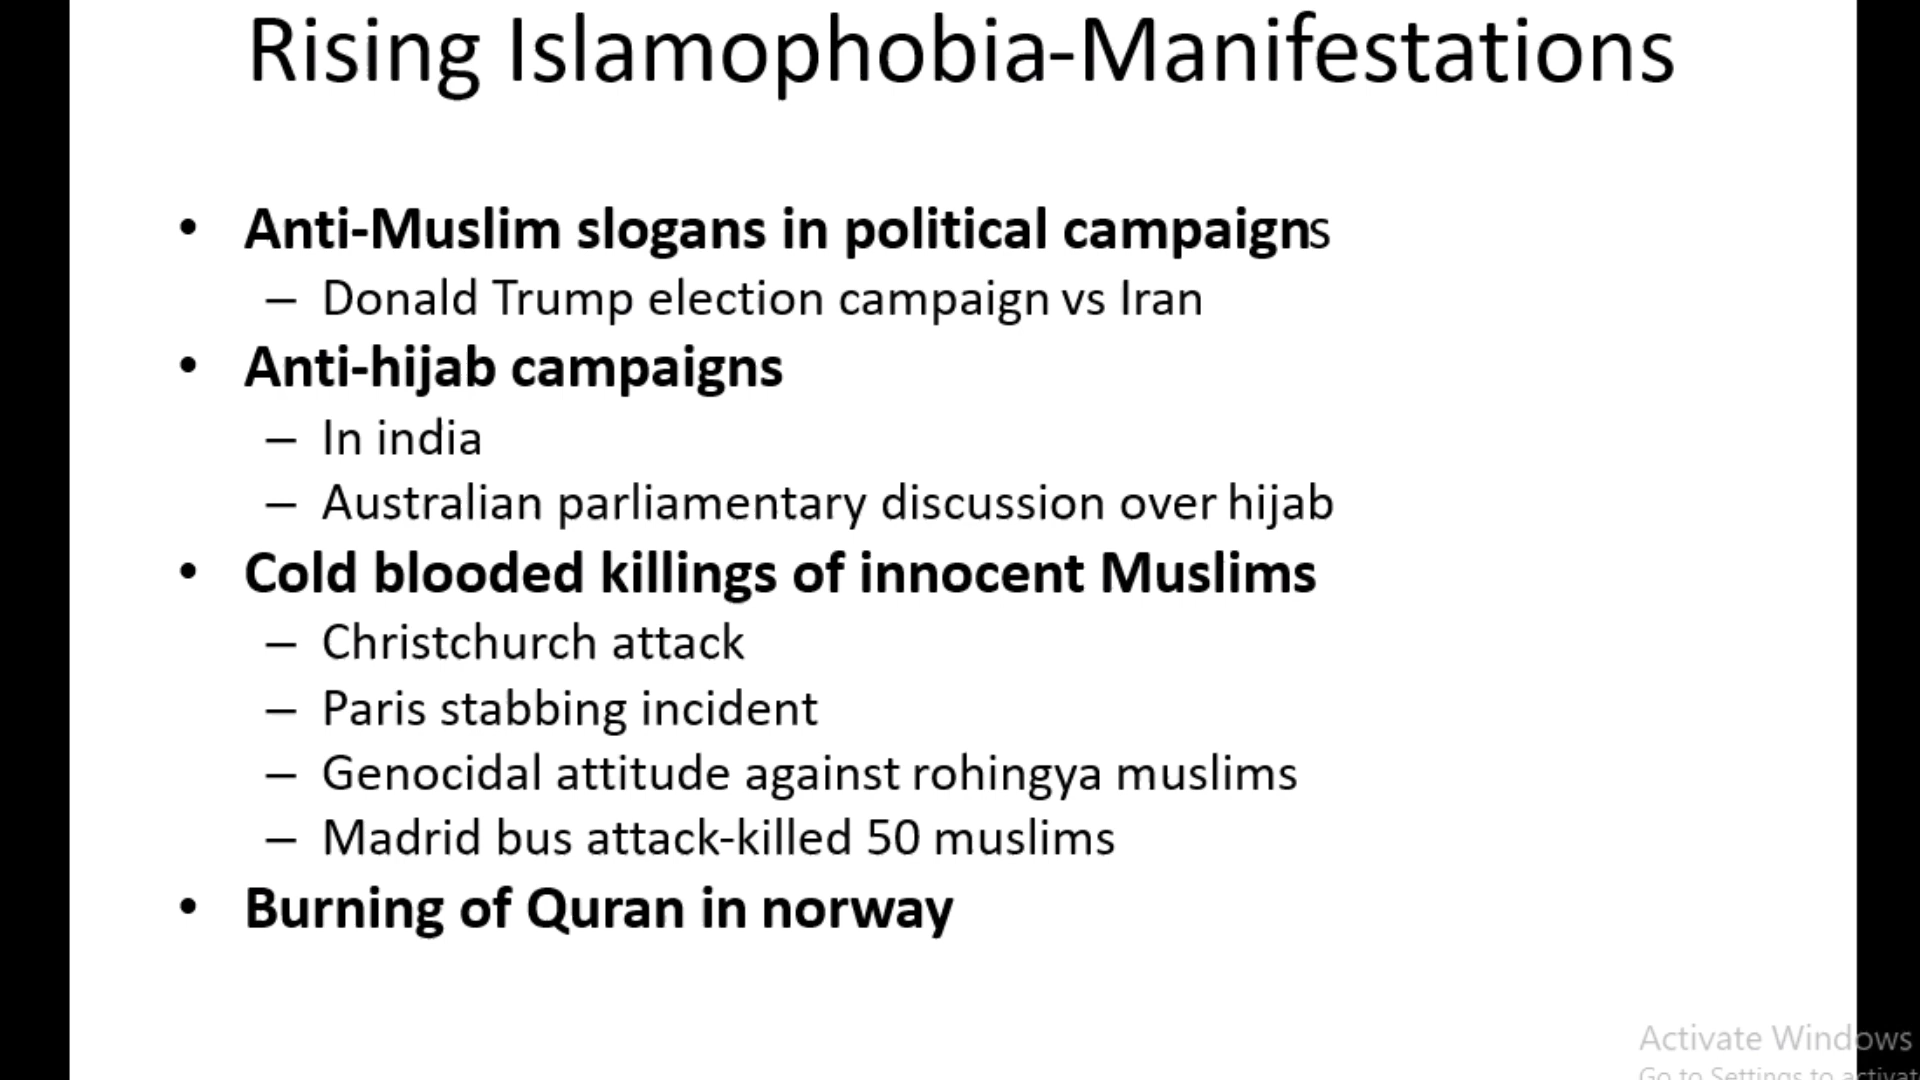 Rising Islamophobia-Manifestations
• Anti-Muslim slogans in political campaigns
– Donald Trump election campaign vs Iran
• Anti-hijab campaigns
– In india
– Australian parliamentary discussion over hijab
• Cold blooded killings of innocent Muslims
– Christchurch attack
– Paris stabbing incident
– Genocidal attitude against rohingya muslims
– Madrid bus attack-killed 50 muslims
• Burning of Quran in norway
Activate Windows
Go to Settings to activat